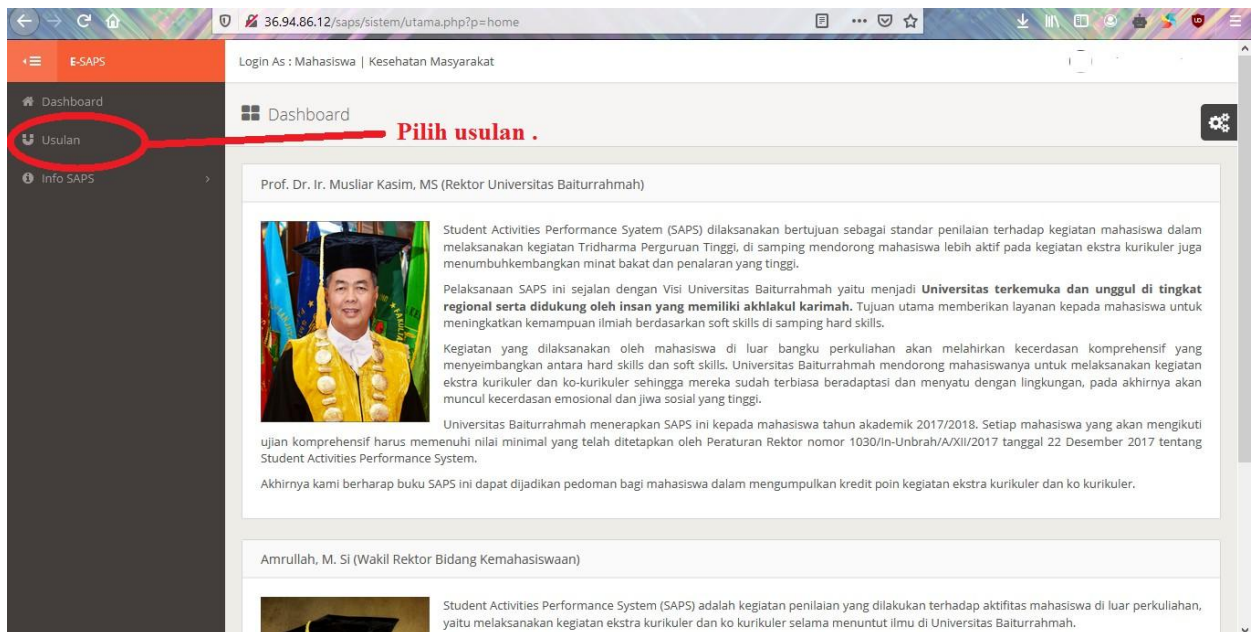 36.94.86.12/saps/sistem/utama.php?p=home
E-SAPS
Login As : Mahasiswa | Kesehatan Masyarakat
Dashboard
Usulan
Info SAPS
Dashboard
Pilih usulan .
Prof. Dr. Ir. Musliar Kasim, MS (Rektor Universitas Baiturrahmah)
Student Activities Performance Syatem (SAPS) dilaksanakan bertujuan sebagai standar penilaian terhadap kegiatan mahasiswa dalam
melaksanakan kegiatan Tridharma Perguruan Tinggi, di samping mendorong mahasiswa lebih aktif pada kegiatan ekstra kurikuler juga
menumbuhkembangkan minat bakat dan penalaran yang tinggi.
Pelaksanaan SAPS ini sejalan dengan Visi Universitas Baiturrahmah yaitu menjadi Universitas terkemuka dan unggul di tingkat
regional serta didukung oleh insan yang memiliki akhlakul karimah. Tujuan utama memberikan layanan kepada mahasiswa untuk
meningkatkan kemampuan ilmiah berdasarkan soft skills di samping hard skills.
Kegiatan yang dilaksanakan oleh mahasiswa di luar bangku perkuliahan akan melahirkan kecerdasan komprehensif yang
menyeimbangkan antara hard skills dan soft skills. Universitas Baiturrahmah mendorong mahasiswanya untuk melaksanakan kegiatan
ekstra kurikuler dan ko-kurikuler sehingga mereka sudah terbiasa beradaptasi dan menyatu dengan lingkungan, pada akhirnya akan
muncul kecerdasan emosional dan jiwa sosial yang tinggi.
Universitas Baiturrahmah menerapkan SAPS ini kepada mahasiswa tahun akademik 2017/2018. Setiap mahasiswa yang akan mengikuti
ujian komprehensif harus memenuhi nilai minimal yang telah ditetapkan oleh Peraturan Rektor nomor 1030/In-Unbrah/A/XII/2017 tanggal 22 Desember 2017 tentang
Student Activities Performance System.
Akhirnya kami berharap buku SAPS ini dapat dijadikan pedoman bagi mahasiswa dalam mengumpulkan kredit poin kegiatan ekstra kurikuler dan ko kurikuler.
Amrullah, M. Si (Wakil Rektor Bidang Kemahasiswaan)
Student Activities Performance System (SAPS) adalah kegiatan penilaian yang dilakukan terhadap aktifitas mahasiswa di luar perkuliahan,
yaitu melaksanakan kegiatan ekstra kurikuler dan ko kurikuler selama menuntut ilmu di Universitas Baiturrahmah.